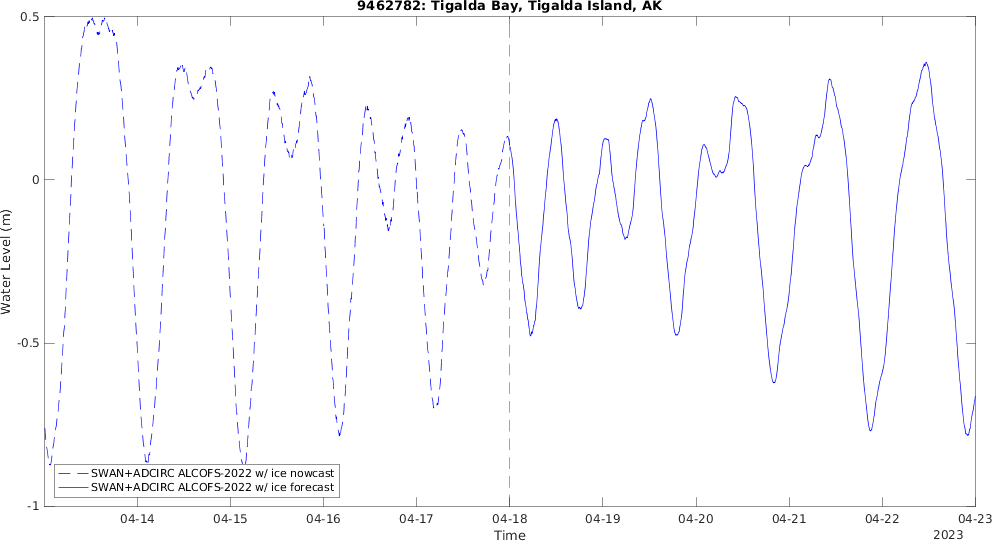 9462782: Tigalda Bay, Tigalda Island, AK
0.5
0
-0.5
-1
Water Level (m)
SWAN+ADCIRC ALCOFS-2022 w/ ice nowcast
SWAN+ADCIRC ALCOFS-2022 w/ ice forecast
04-14 04-15 04-16 04-17 04-18 04-19 04-20 04-21 04-22 04-23
Time
2023